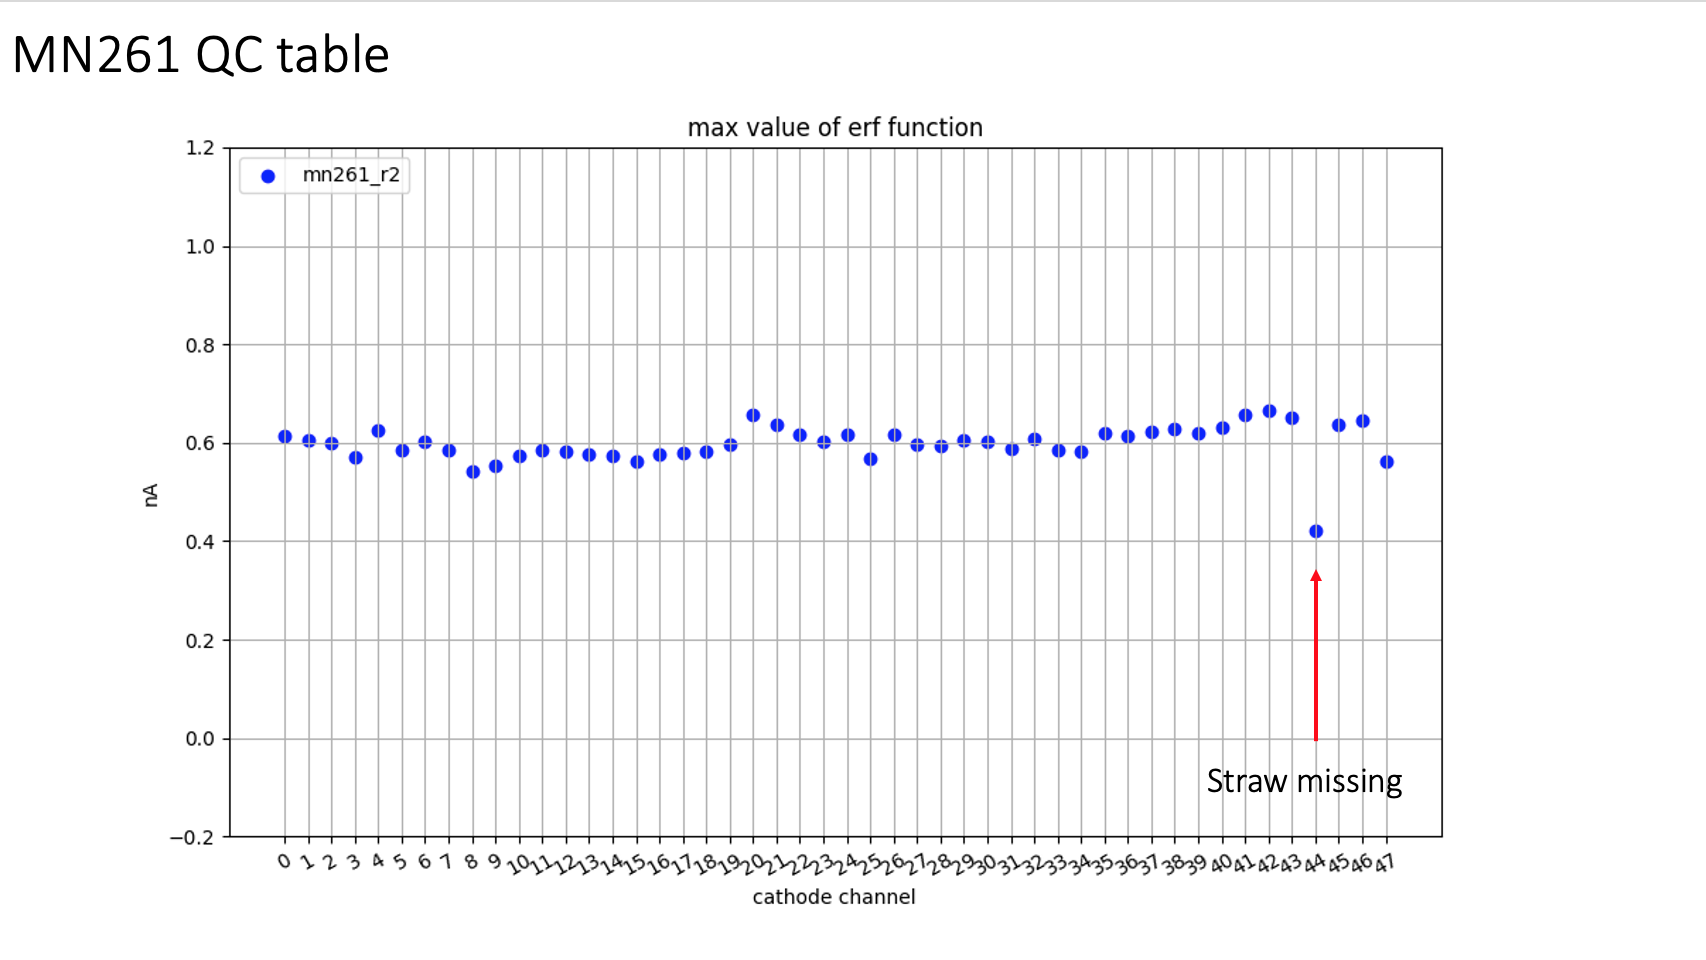 MN261 QC table
max value of erf function
1.2
mn261_r2
1.0
0.8
0.6
nA
0.4
0.2
0.0
Straw missing
−0.2
0 1 2 3 4 5 6 7 8 9 10 11 12 13 14 15 16 17 18 19 20 21 22 23 24 25 26 27 28 29 30 31 32 33 34 35 36 37 38 39 40 41 42 43 44 45 46 47
cathode channel